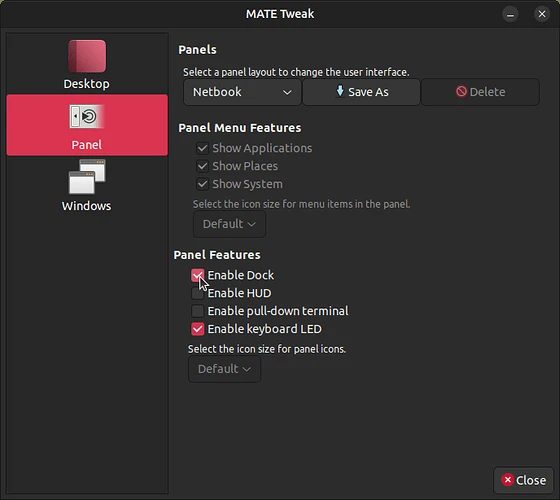 MATE Tweak
Desktop
Panel
Windows
Panels
Select a panel layout to change the user interface.
Netbook
Save As
Delete
Panel Menu Features
Show Applications
Show Places
Show System
Select the icon size for menu items in the panel.
Default
Panel Features
Enable Dock
Enable HUD
Enable pull-down terminal
Enable keyboard LED
Select the icon size for panel icons.
Default
Close